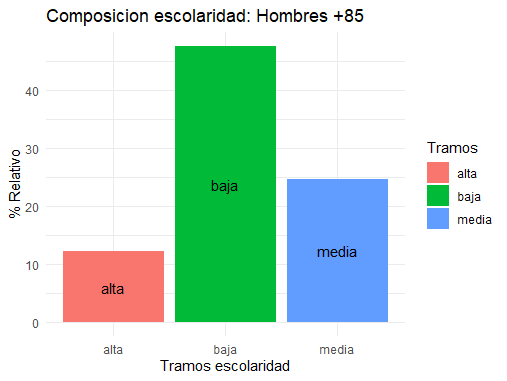 Composicion escolaridad: Hombres +85
% Relativo
40
30
20
10
0
alta
baja
media
alta
baja
media
Tramos escolaridad
Tramos
alta
baja
media